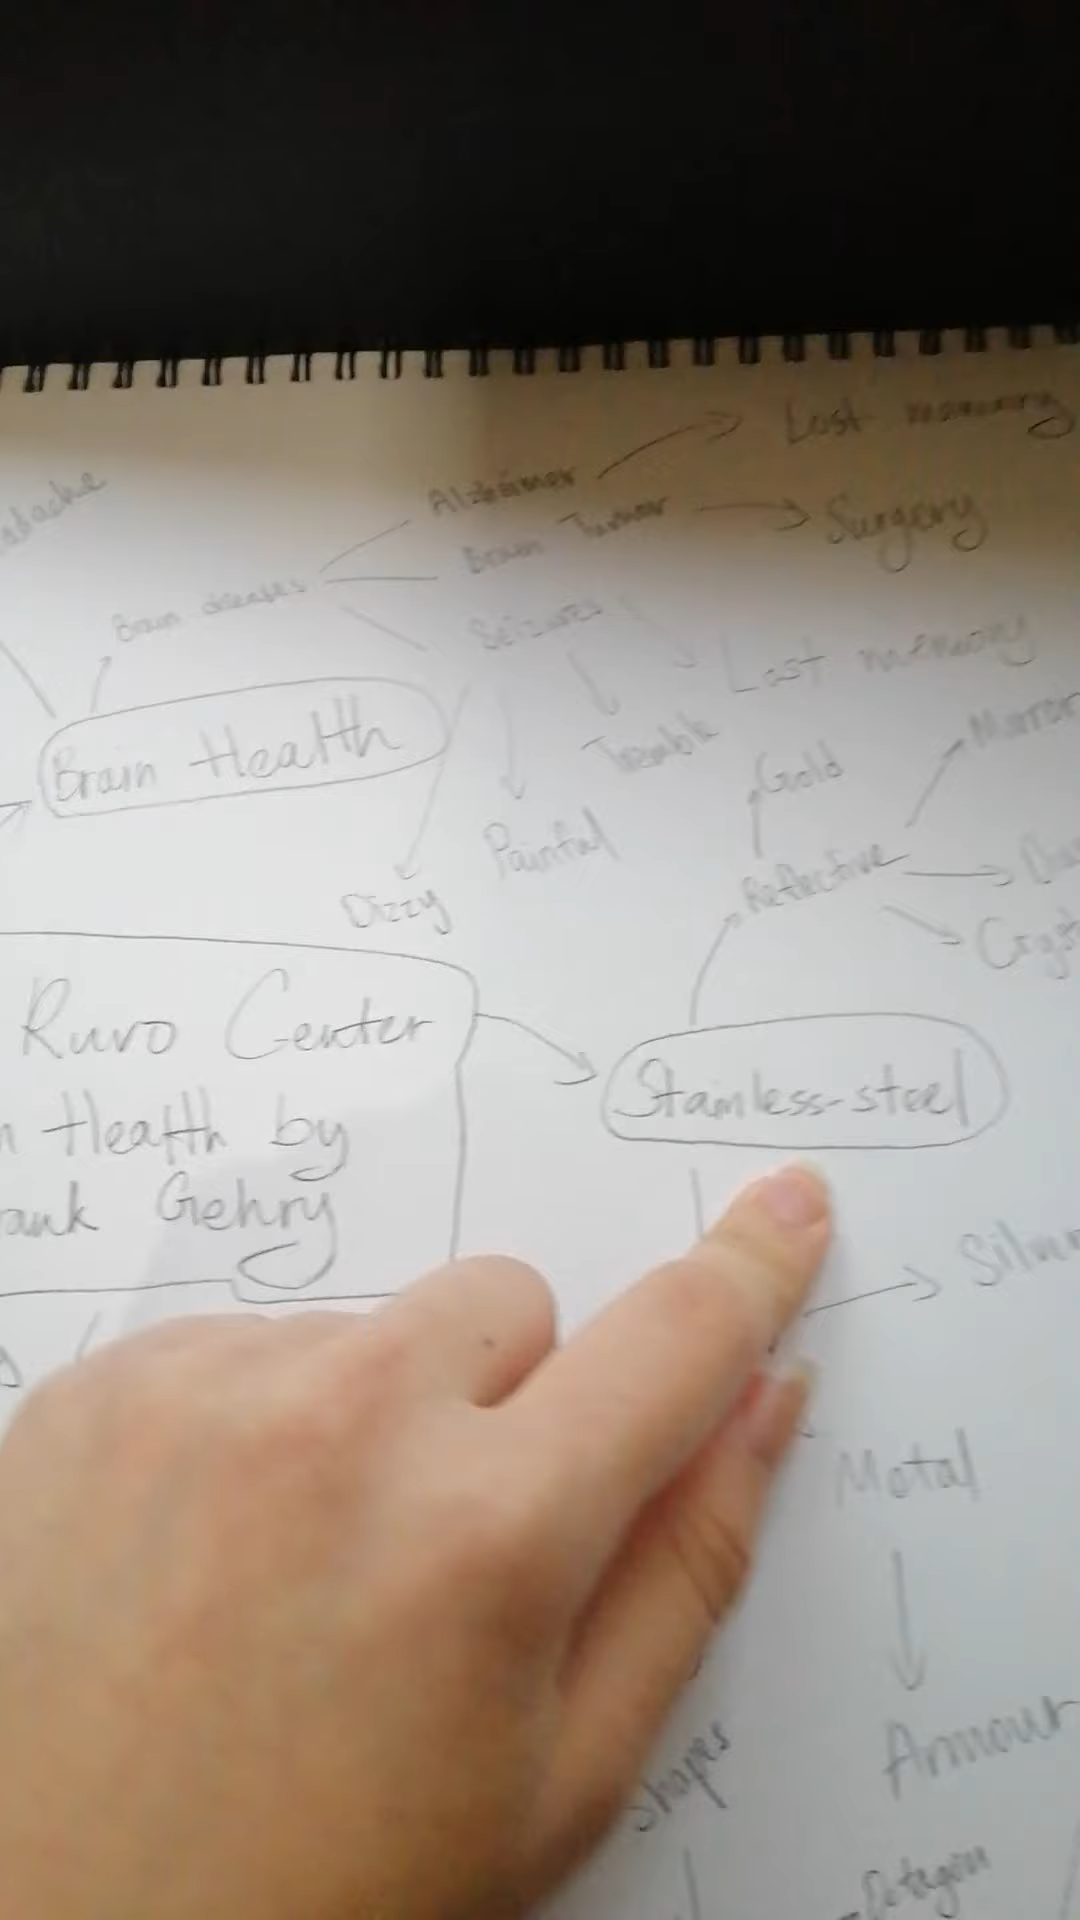 Lost memory
Alzheimer
Surgery
Brain Tumor
Brain diseases
Seizures
Lost memory
Brain Health
Tremble
Gold
Painful
Reflective
Dizzy
Ruvo Center
Health by
Gehry
Stainless-steel
Metal
Armour
Shapes